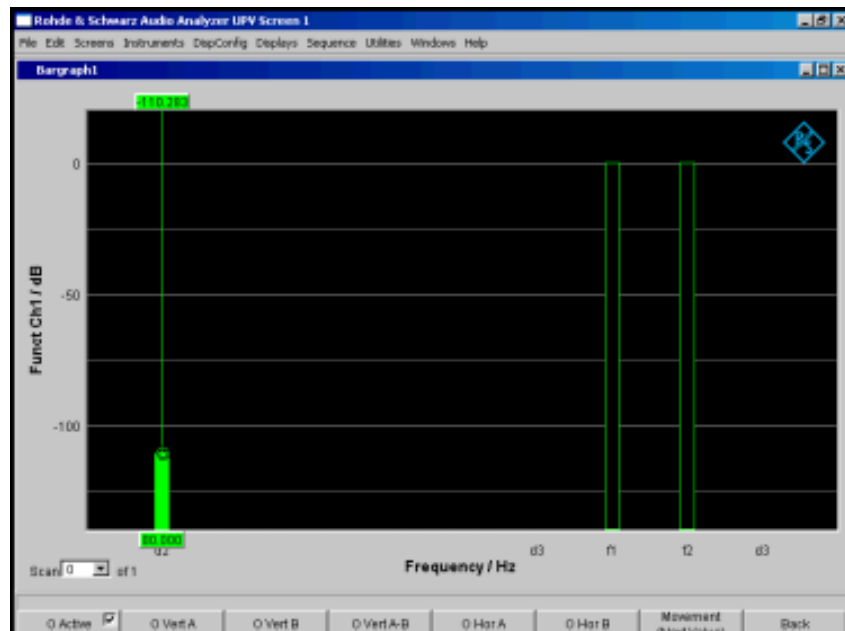 Rohde & Schwarz Audio Analyzer UPV Screen 1
File Edit Screens Instruments DispConfig Displays Sequence Utilities Windows Help
Bargraph1
-110.283
0
-50
-100
Funct Ch1 / dB
80.000
d2 d3 f1 f2 d3
Frequency / Hz
Scan 0 of 1
O Active O Vert A O Vert B O Vert A-B O Hor A O Hor B Movement Back